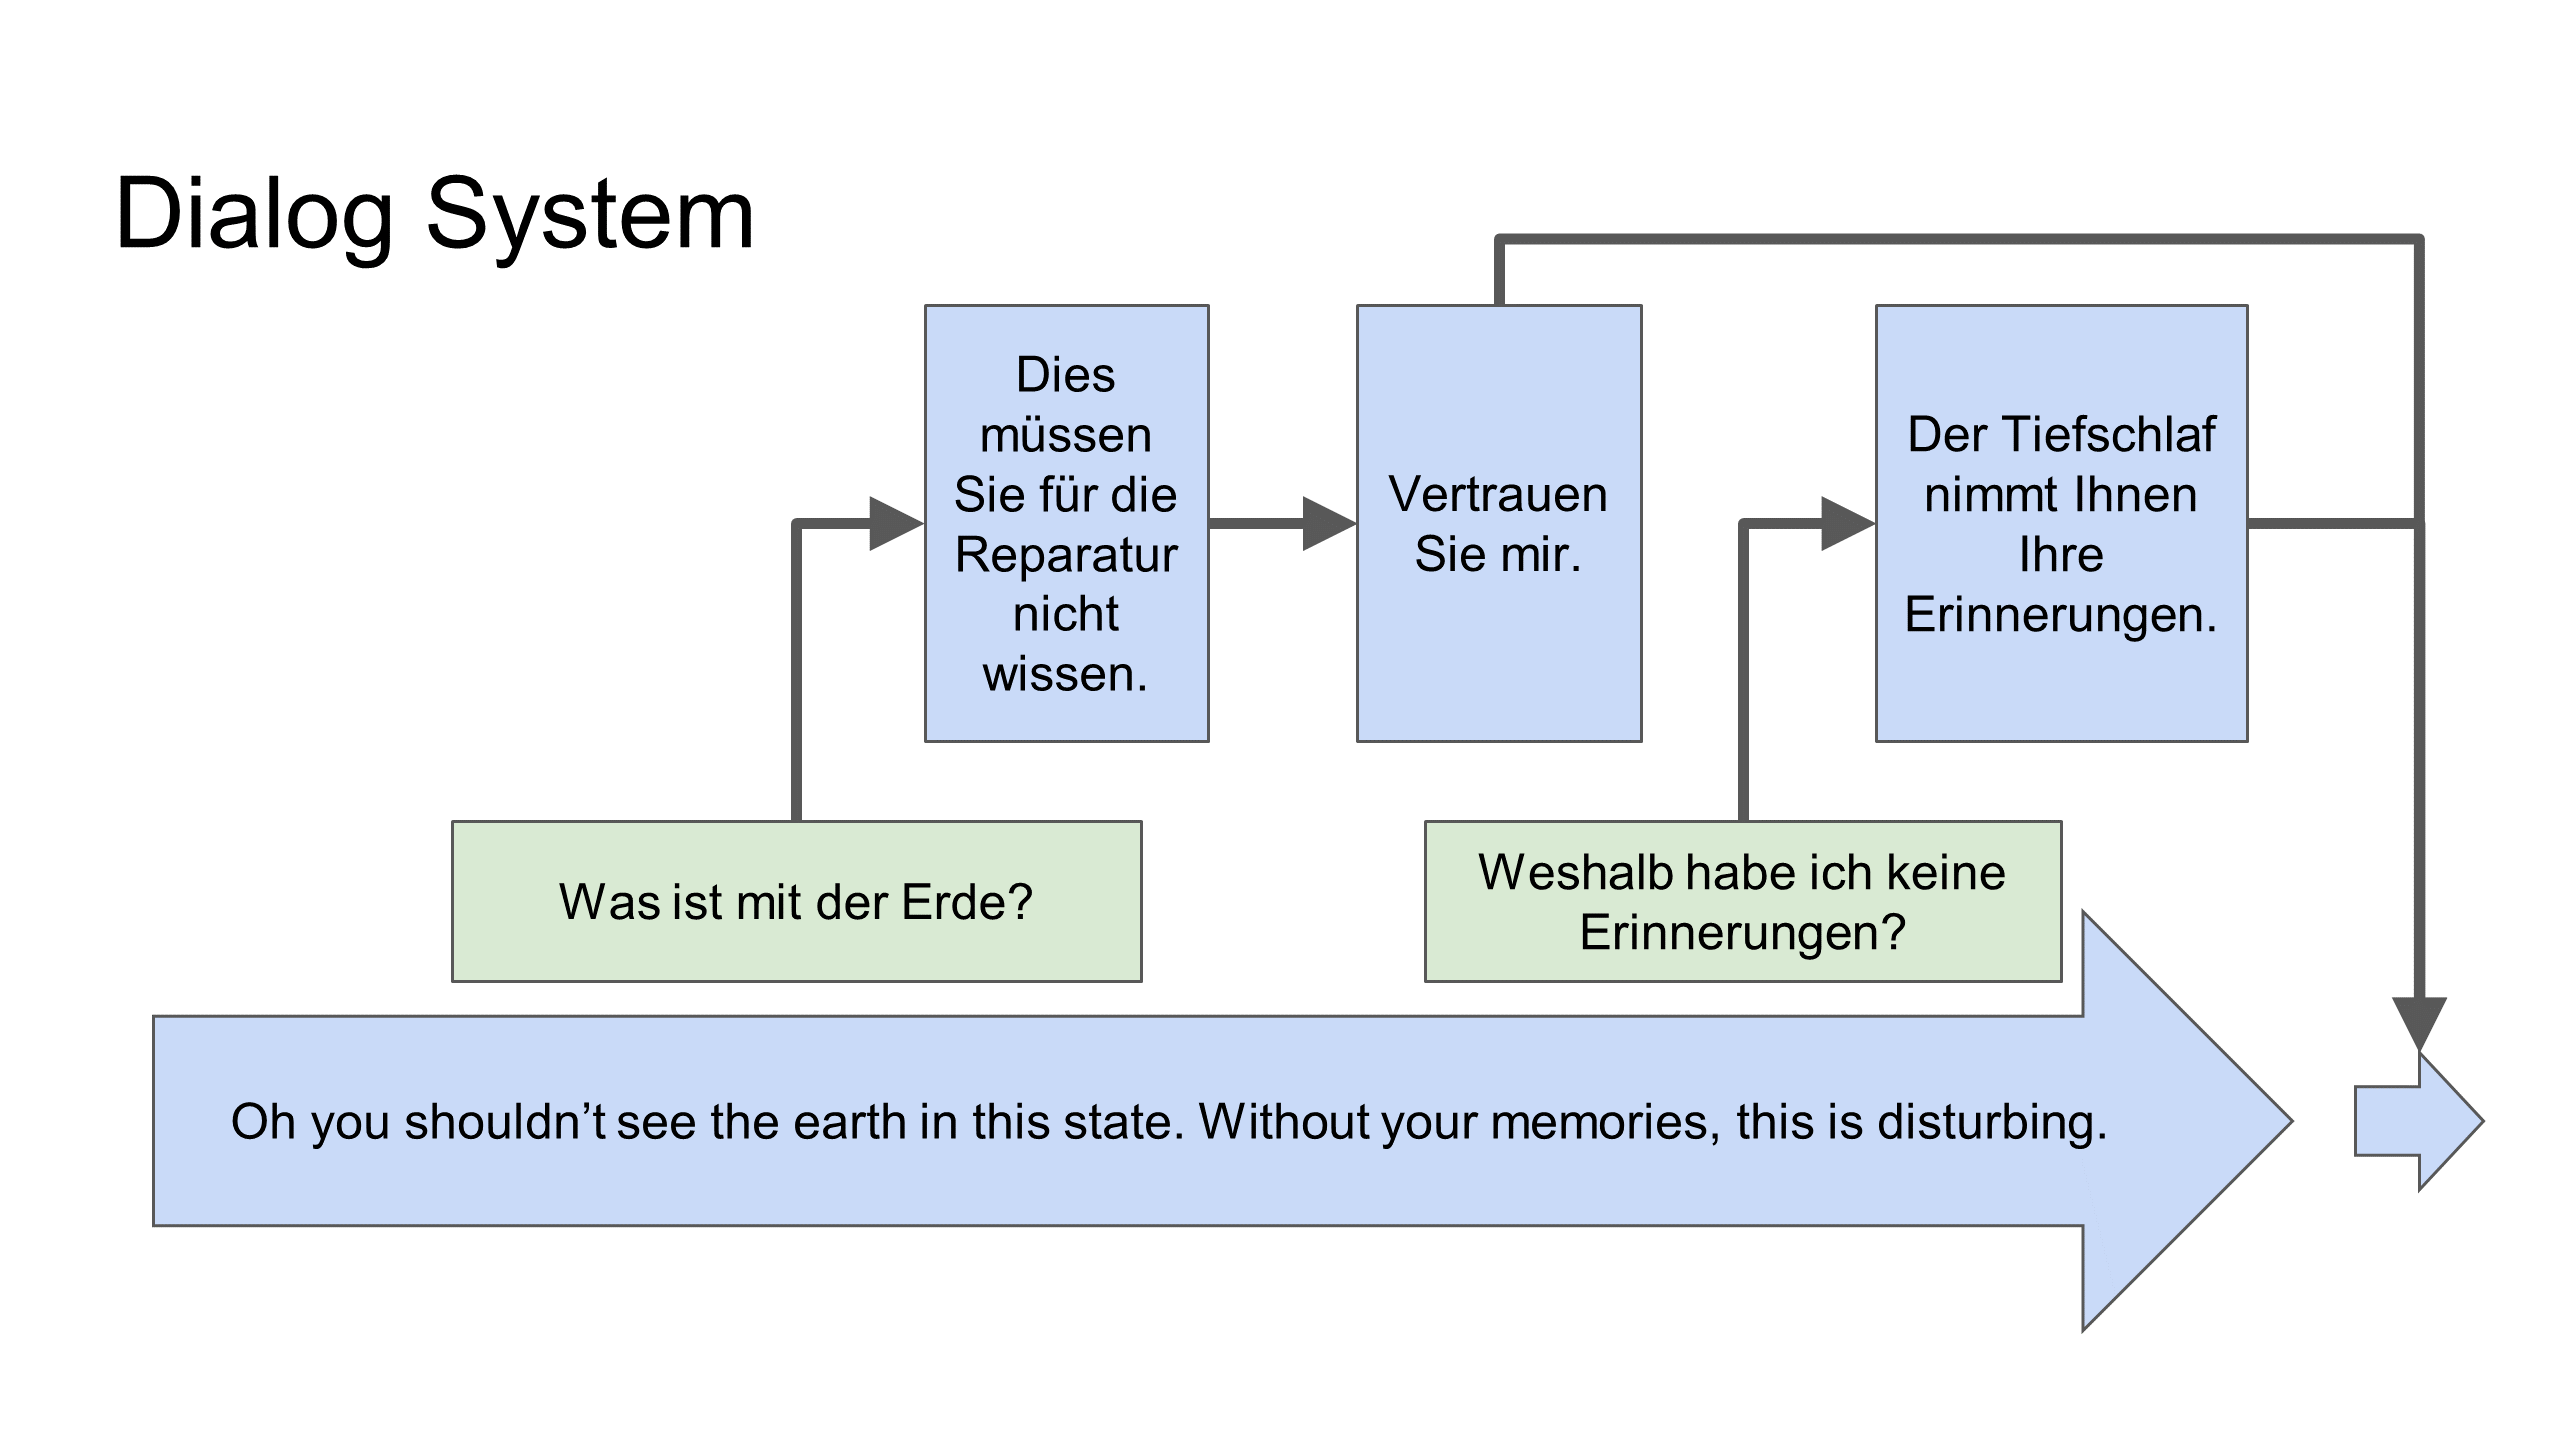 Dialog System
Dies
müssen
Sie für die
Reparatur
nicht
wissen.
Vertrauen
Sie mir.
Der Tiefschlaf
nimmt Ihnen
Ihre
Erinnerungen.
Was ist mit der Erde?
Weshalb habe ich keine
Erinnerungen?
Oh you shouldn’t see the earth in this state. Without your memories, this is disturbing.